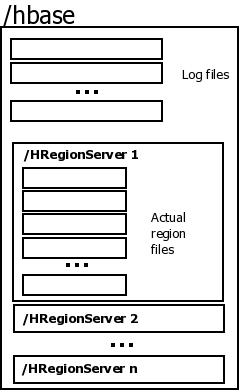 /hbase
Log files
...
/HRegionServer 1
Actual
region
files
...
/HRegionServer 2
...
/HRegionServer n